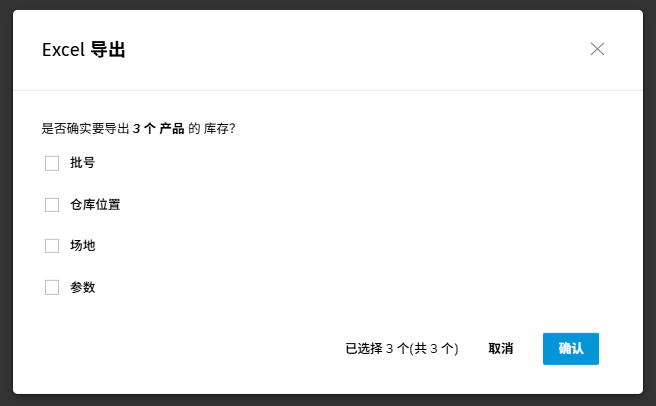 Excel 导出
是否确实要导出 3 个 产品 的 库存?
批号
仓库位置
场地
参数
已选择 3 个(共 3 个) 取消 确认